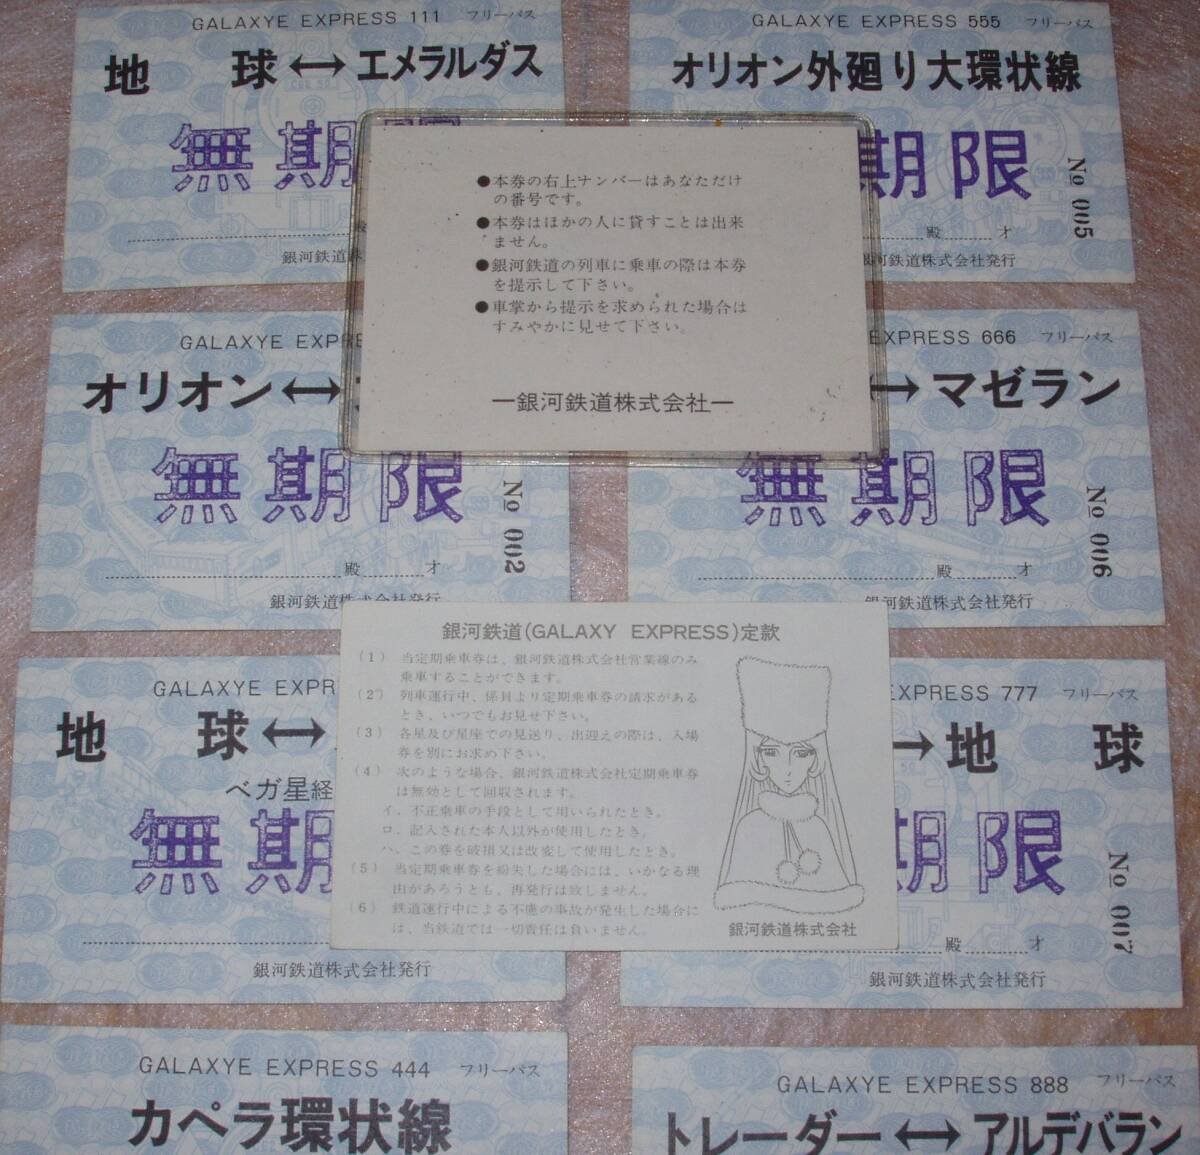 GALAXYE EXPRESS 111 フリーパス
地 球↔エメラルダス
無 期
銀河鉄道株
GALAXYE EXPRESS 555 フリーパス
オリオン外廻り大環状線
期 限
殿 才
No 005
銀河鉄道株式会社発行
●本券の右上ナンバーはあなただけ
の番号です。
●本券はほかの人に貸すことは出来
ません。
●銀河鉄道の列車に乗車の際は本券
を提示して下さい。
●車掌から提示を求められた場合は
すみやかに見せて下さい。
ー銀河鉄道株式会社ー
GALAXYE EXP
オリオン↔
無 期 限
殿 才
No 002
銀河鉄道株式会社発行
EXPRESS 666 フリーパス
↔マゼラン
無 期 限
殿 才
No 006
銀河鉄道株式会社発行
GALAXYE EXPR
地 球↔
ベガ星経
無 期
銀河鉄道株式会社発行
EXPRESS 777 フリーパス
→地 球
期 限
殿 才
No 007
銀河鉄道株式会社発行
銀河鉄道(GALAXY EXPRESS)定款
(1) 当定期乗車券は、銀河鉄道株式会社営業線のみ
乗車することができます。
(2) 列車運行中、係員より定期乗車券の請求がある
とき、いつでもお見せ下さい。
(3) 各星及び星座での見送り、出迎えの際は、入場
券を別にお求め下さい。
(4) 次のような場合、銀河鉄道株式会社定期乗車券
は無効として回収されます。
イ、不正乗車の手段として用いられたとき。
ロ、記入された本人以外が使用したとき。
ハ、この券を破損又は改変して使用したとき。
(5) 当定期乗車券を紛失した場合には、いかなる理
由があろうとも、再発行は致しません。
(6) 鉄道運行中による不慮の事故が発生した場合に
は、当鉄道では一切責任は負いません。
銀河鉄道株式会社
GALAXYE EXPRESS 444 フリーパス
カペラ環状線
GALAXYE EXPRESS 888 フリーパス
トレーダー↔アルデバラン